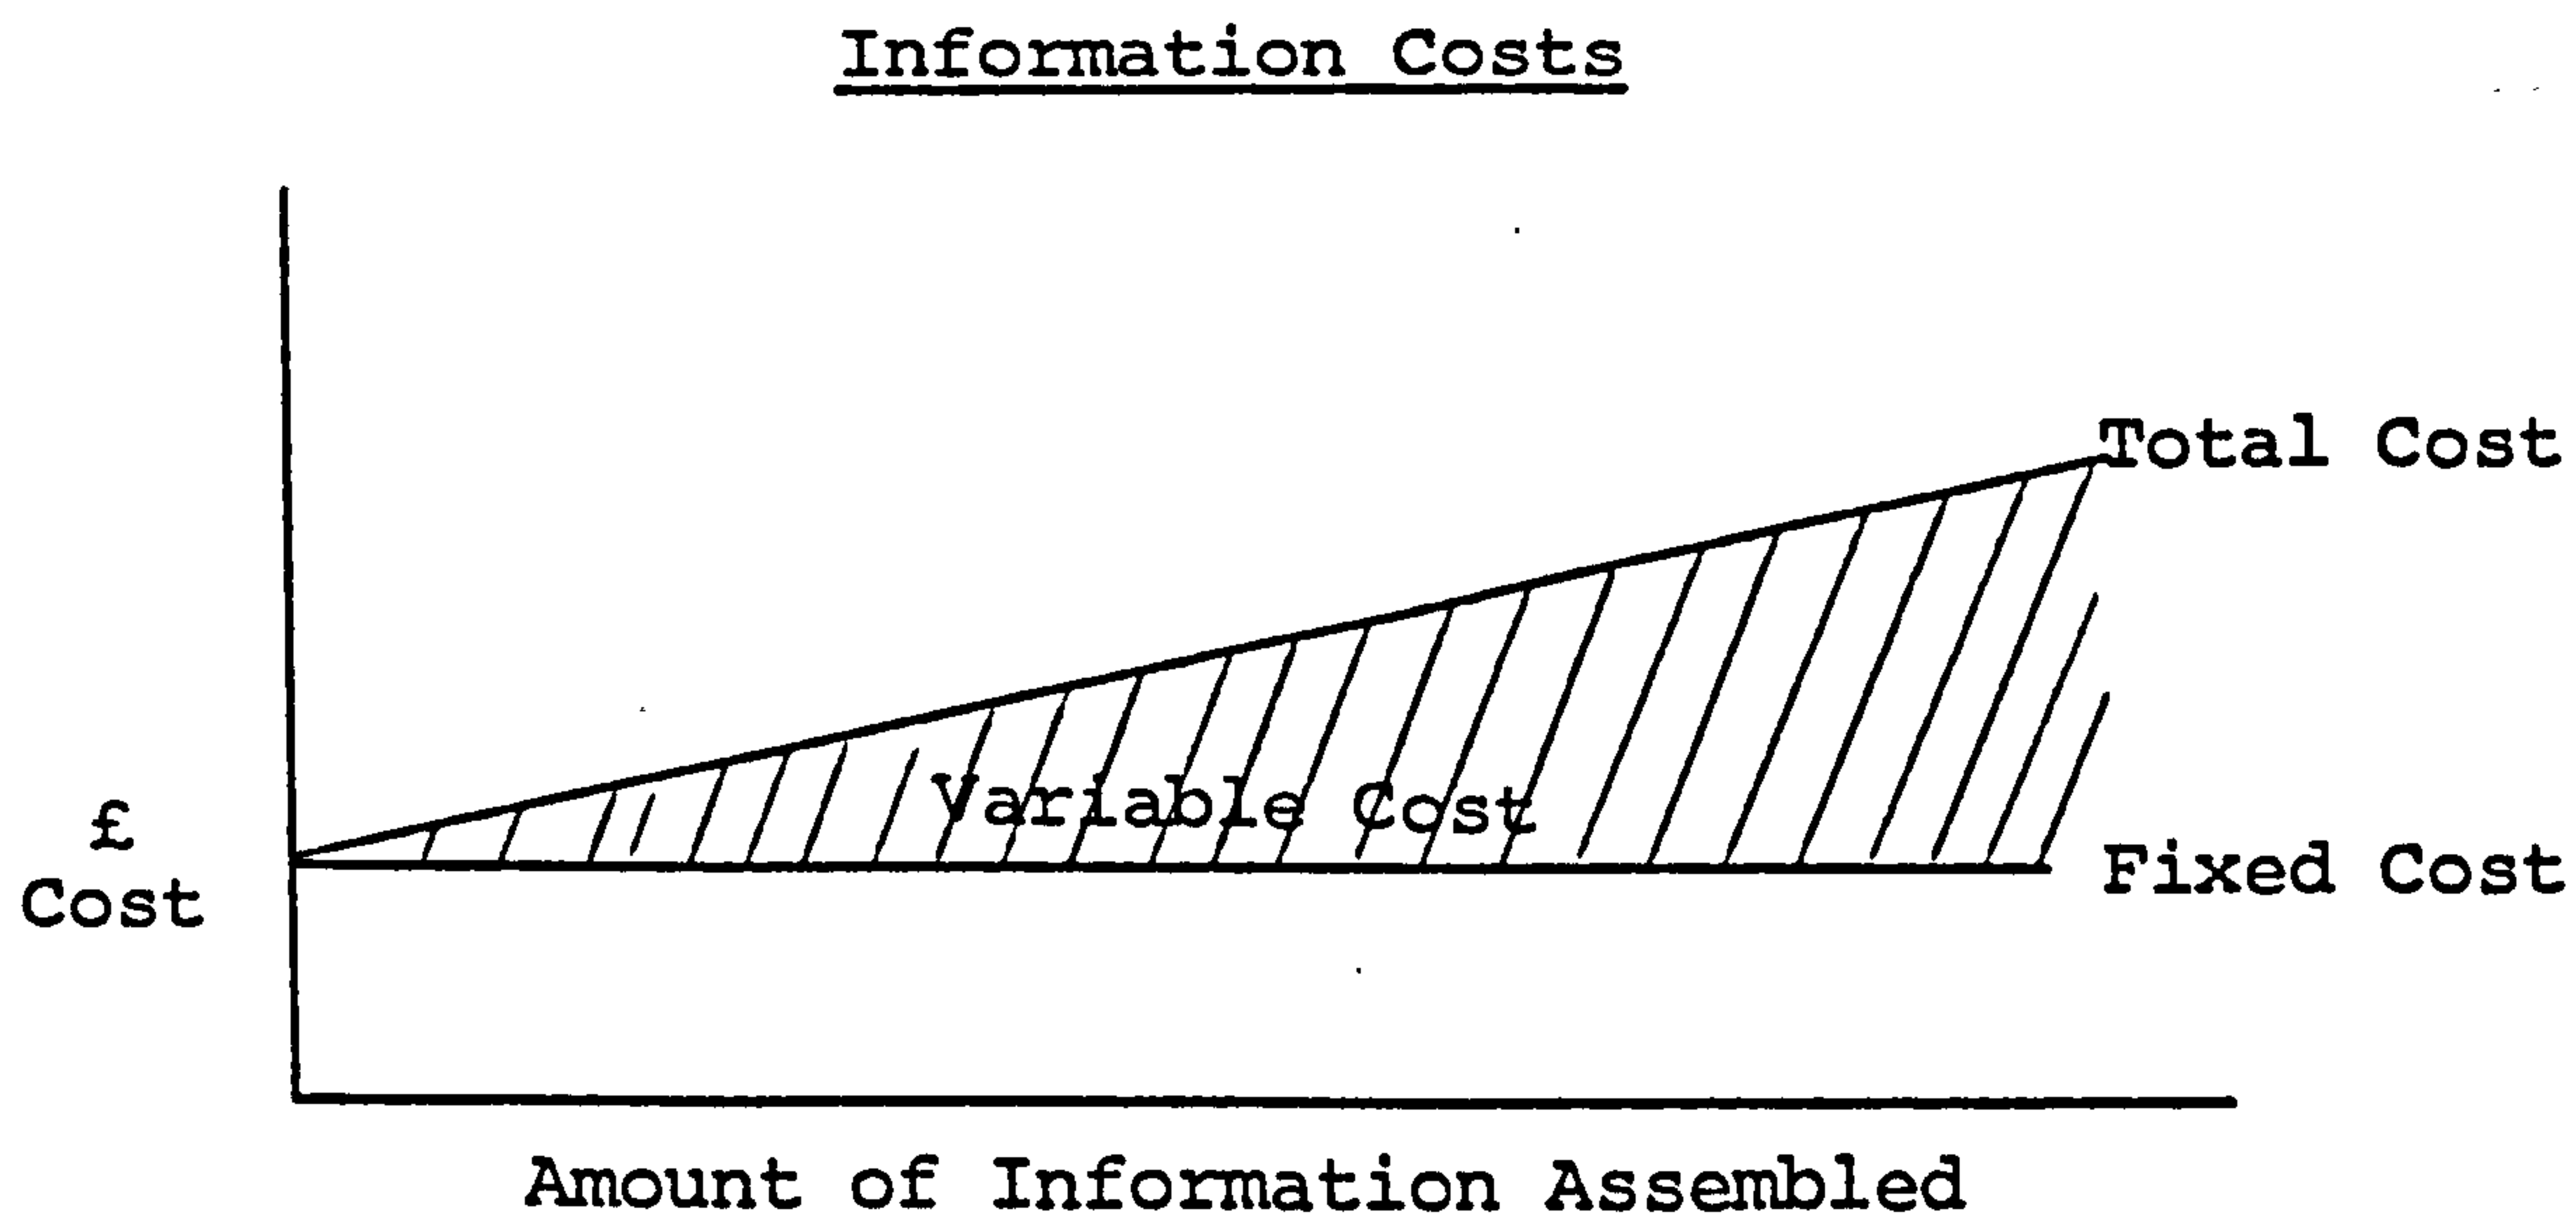 Information Costs
Total Cost
Variable Cost
£
Cost
Fixed Cost
Amount of Information Assembled